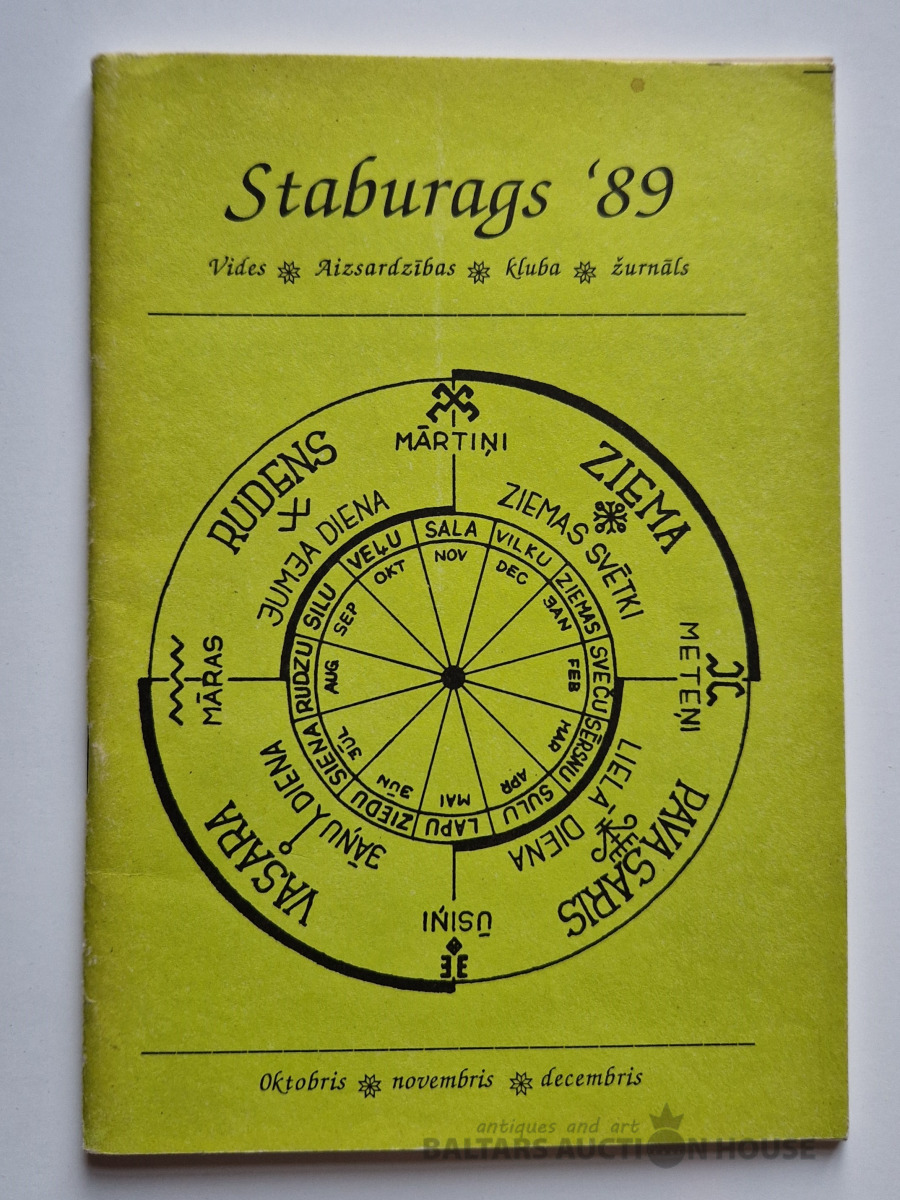 Staburags '89
Vides Aizsardzības kļuba žurnāls
MĀRTIŅI
RUDENS
ZIEMA
JUMJA DIENA
ZIEMAS SVĒTKI
MĀRAS
METEŅI
VASARA
PAVASARIS
JĀŅU DIENA
LIELĀ DIENA
ŪSIŅI
SALA
VILKU
ZIEMAS
SVEČU
SĒRSNU
SULU
LAPU
ZIEDU
SIENA
RUDZU
SILU
VEĻU
NOV
DEC
JAN
FEB
MAR
APR
MAI
JŪN
JŪL
AUG
SEP
OKT
Oktobris novembris decembris
antiques and art
BALTARS AUCTION HOUSE